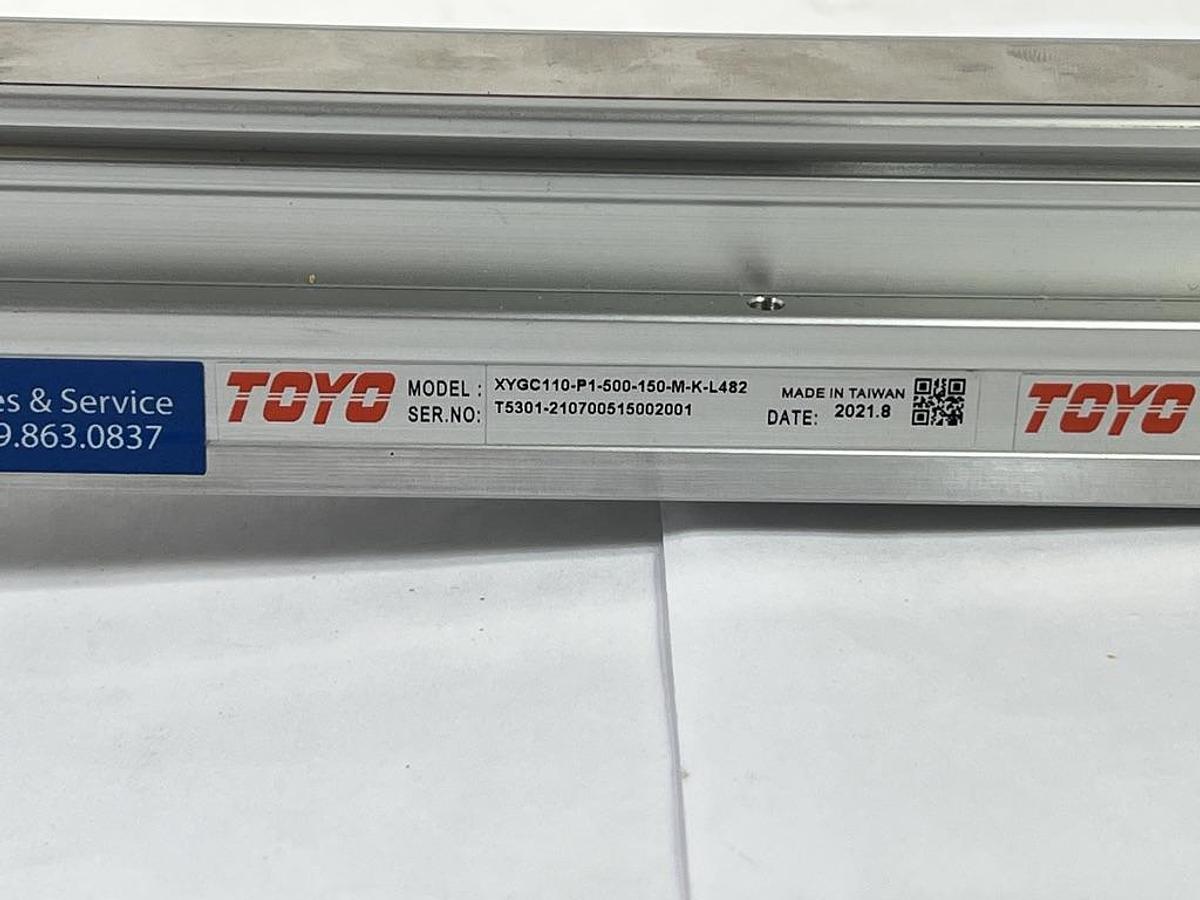 es & Service
9.863.0837
TOYO
MODEL : XYGC110-P1-500-150-M-K-L482
SER.NO: T5301-210700515002001
MADE IN TAIWAN
DATE: 2021.8
TOYO